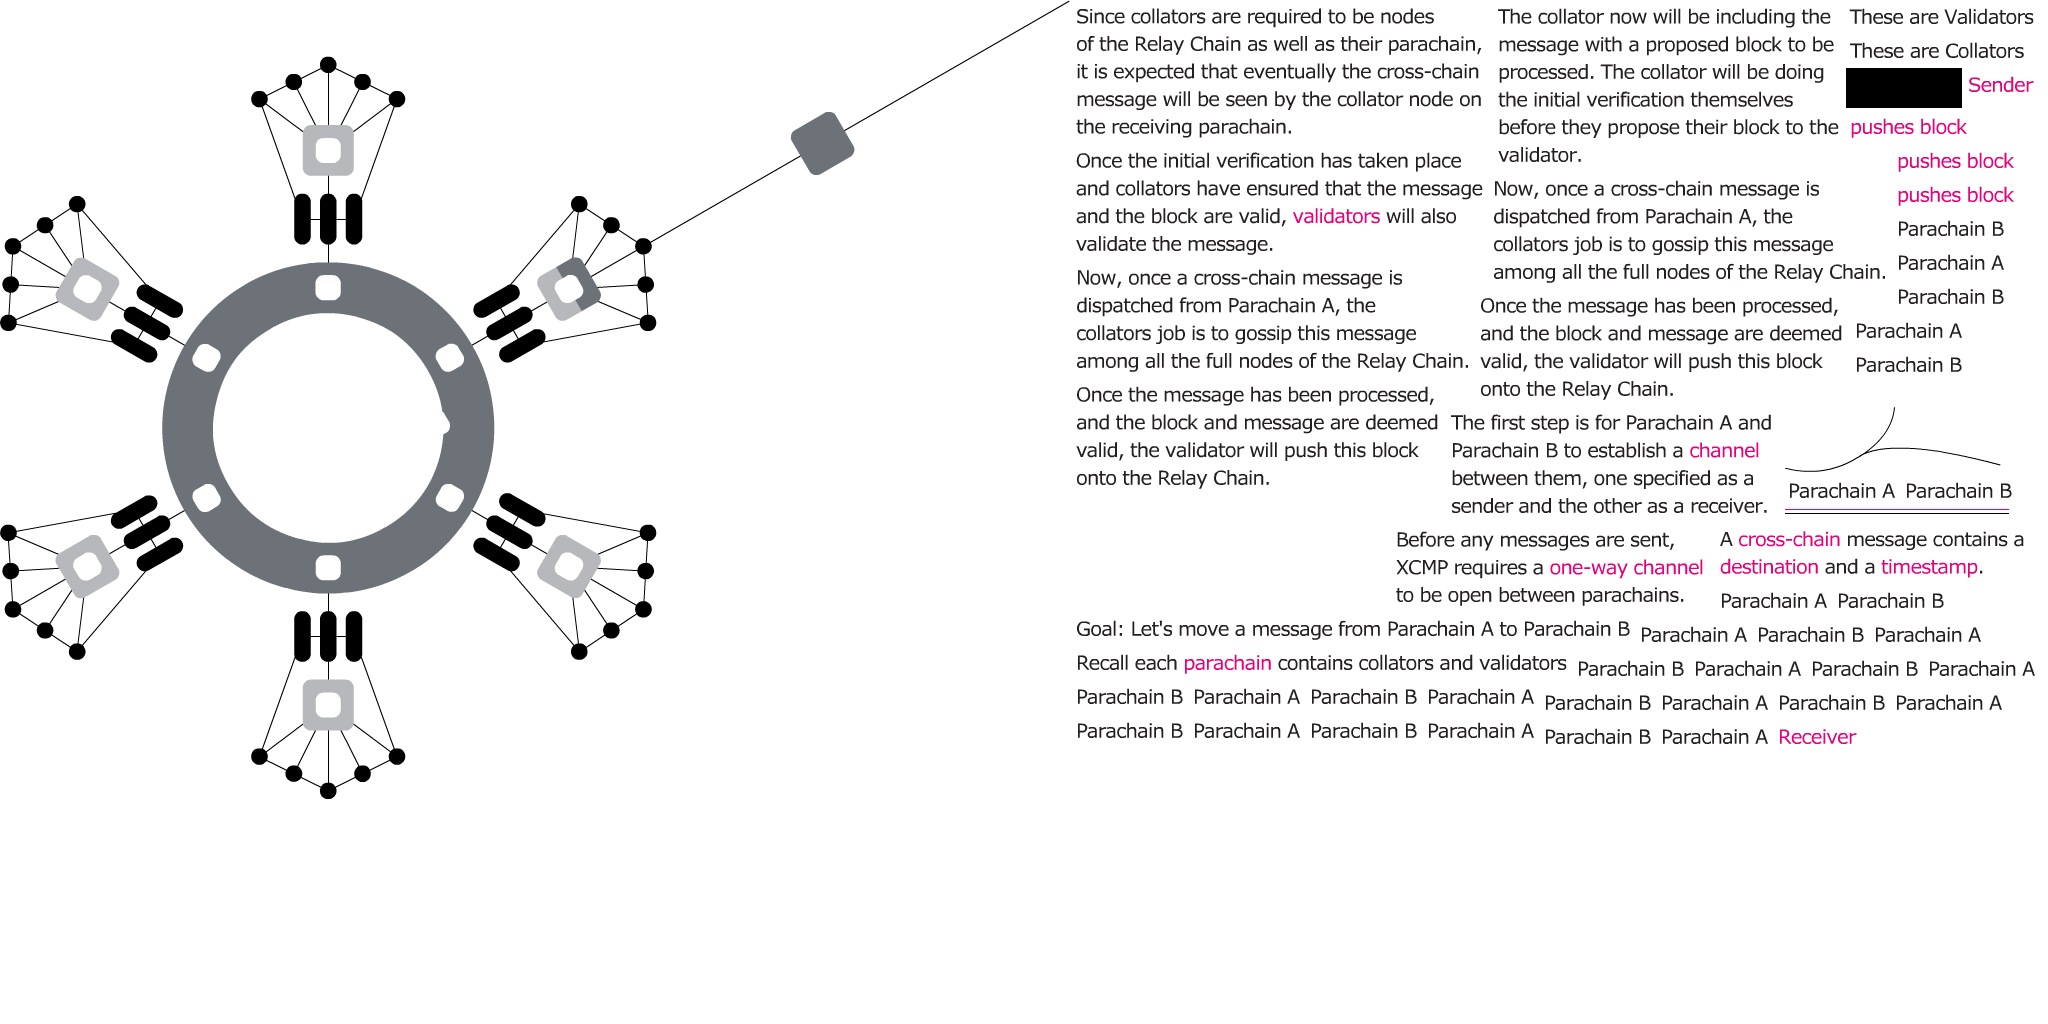 Since collators are required to be nodes
of the Relay Chain as well as their parachain,
it is expected that eventually the cross-chain
message will be seen by the collator node on
the receiving parachain.
Once the initial verification has taken place
and collators have ensured that the message
and the block are valid, validators will also
validate the message.
Now, once a cross-chain message is
dispatched from Parachain A, the
collators job is to gossip this message
among all the full nodes of the Relay Chain.
Once the message has been processed,
and the block and message are deemed
valid, the validator will push this block
onto the Relay Chain.
The collator now will be including the
message with a proposed block to be
processed. The collator will be doing
the initial verification themselves
before they propose their block to the
validator.
Now, once a cross-chain message is
dispatched from Parachain A, the
collators job is to gossip this message
among all the full nodes of the Relay Chain.
Once the message has been processed,
and the block and message are deemed
valid, the validator will push this block
onto the Relay Chain.
These are Validators
These are Collators
Sender
pushes block
pushes block
pushes block
Parachain B
Parachain A
Parachain B
Parachain A
Parachain B
The first step is for Parachain A and
Parachain B to establish a channel
between them, one specified as a
sender and the other as a receiver.
Parachain A Parachain B
Before any messages are sent,
XCMP requires a one-way channel
to be open between parachains.
A cross-chain message contains a
destination and a timestamp.
Parachain A Parachain B
Goal: Let's move a message from Parachain A to Parachain B
Parachain A Parachain B Parachain A
Recall each parachain contains collators and validators
Parachain B Parachain A Parachain B Parachain A
Parachain B Parachain A Parachain B Parachain A
Parachain B Parachain A Parachain B Parachain A
Parachain B Parachain A Parachain B Parachain A
Parachain B Parachain A Receiver